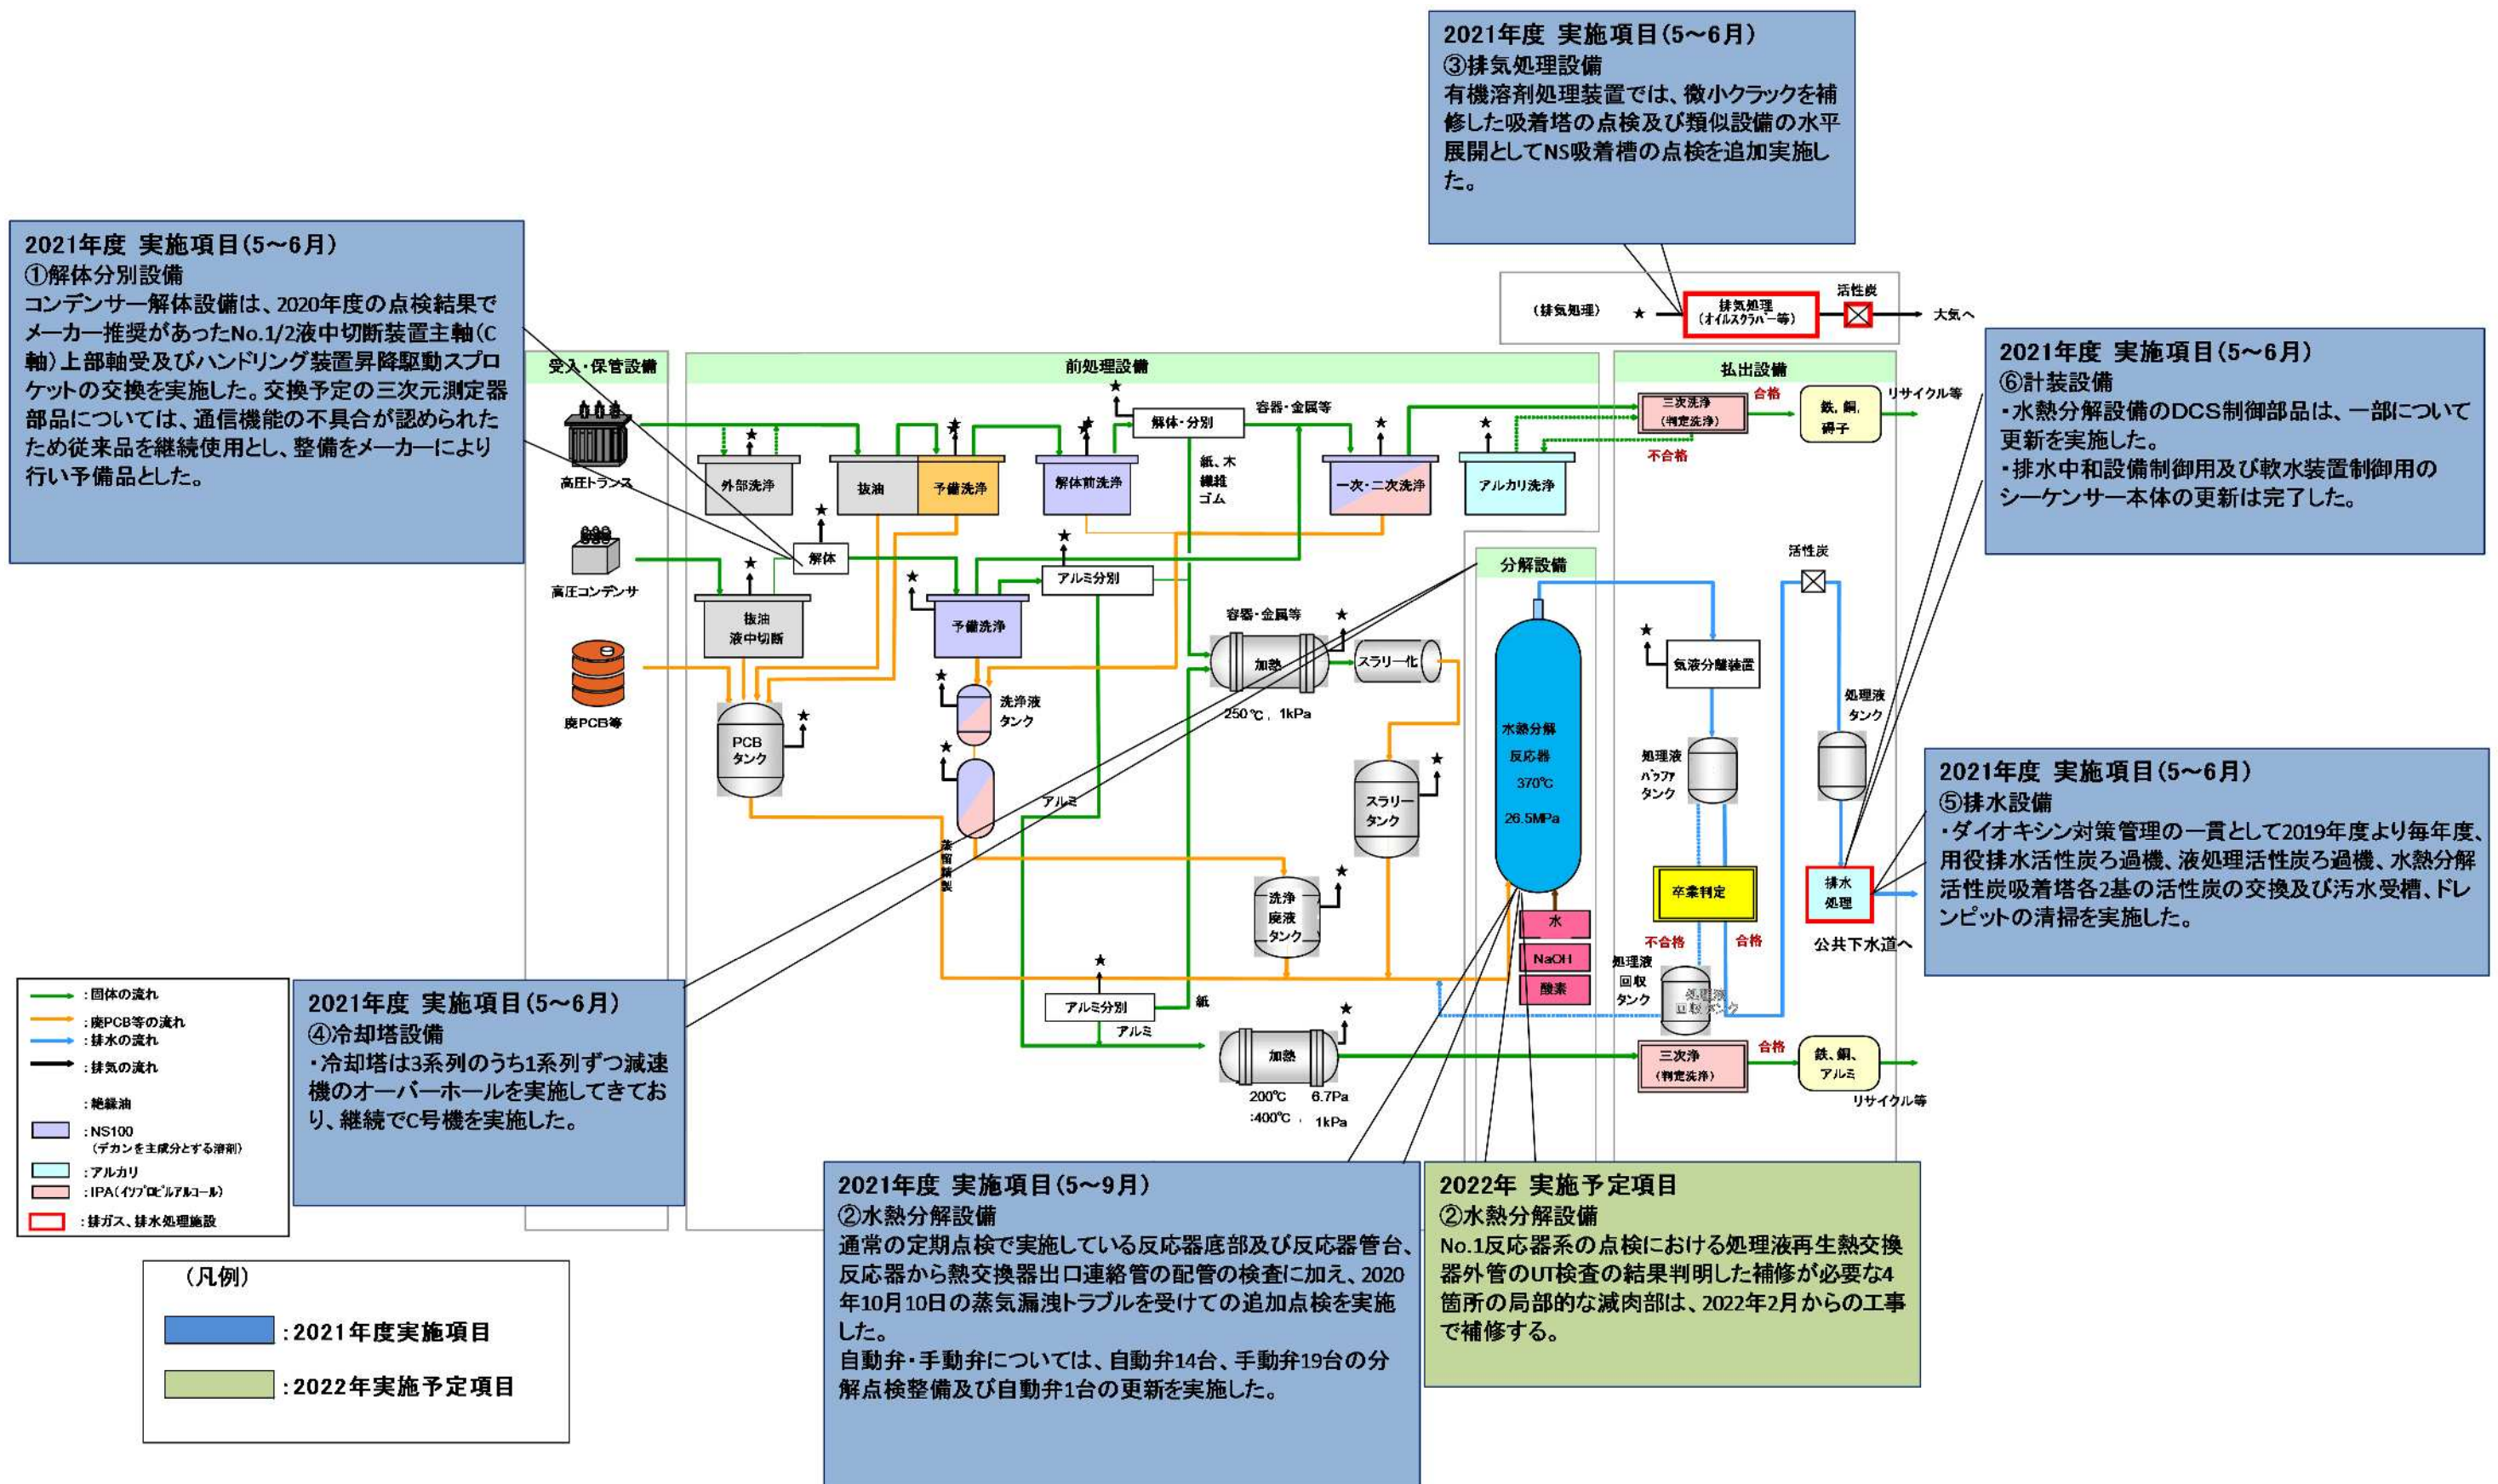 2021年度 実施項目(5～6月)
③排気処理設備
有機溶剤処理装置では、微小クラックを補
修した吸着塔の点検及び類似設備の水平
展開としてNS吸着槽の点検を追加実施し
た。
2021年度 実施項目(5～6月)
①解体分別設備
コンデンサー解体設備は、2020年度の点検結果で
メーカー推奨があったNo.1/2液中切断装置主軸(C
軸)上部軸受及びハンドリング装置昇降駆動スプロ
ケットの交換を実施した。交換予定の三次元測定器
部品については、通信機能の不具合が認められた
ため従来品を継続使用とし、整備をメーカーにより
行い予備品とした。
(排気処理)
★
排気処理
(オイルスクラバー等)
活性炭
大気へ
2021年度 実施項目(5～6月)
⑥計装設備
・水熱分解設備のDCS制御部品は、一部について
更新を実施した。
・排水中和設備制御用及び軟水装置制御用の
シーケンサー本体の更新は完了した。
受入・保管設備
前処理設備
払出設備
高圧トランス
外部洗浄
抜油
予備洗浄
解体前洗浄
解体・分別
容器・金属等
紙、木
繊維
ゴム
一次・二次洗浄
アルカリ洗浄
三次洗浄
(判定洗浄)
合格
不合格
鉄，銅，
碍子
リサイクル等
高圧コンデンサ
抜油
液中切断
解体
予備洗浄
アルミ分別
分解設備
活性炭
容器・金属等
加熱
250℃，1kPa
スラリー化
気液分離装置
処理液
タンク
廃PCB等
PCB
タンク
洗浄液
タンク
蒸留精製
アルミ
スラリー
タンク
水熱分解
反応器
370℃
26.5MPa
処理液
バッファ
タンク
洗浄
廃液
タンク
卒業判定
不合格
合格
排水
処理
公共下水道へ
水
NaOH
酸素
処理液
回収
タンク
処理液
回収タンク
2021年度 実施項目(5～6月)
⑤排水設備
・ダイオキシン対策管理の一貫として2019年度より毎年度、
用役排水活性炭ろ過機、液処理活性炭ろ過機、水熱分解
活性炭吸着塔各2基の活性炭の交換及び汚水受槽、ドレ
ンピットの清掃を実施した。
アルミ分別
紙
アルミ
加熱
200℃　6.7Pa
:400℃，1kPa
三次浄
(判定洗浄)
合格
鉄、銅、
アルミ
リサイクル等
:固体の流れ
:廃PCB等の流れ
:排水の流れ
:排気の流れ
:絶縁油
:NS100
(デカンを主成分とする溶剤)
:アルカリ
:IPA(イソプロピルアルコール)
:排ガス、排水処理施設
2021年度 実施項目(5～6月)
④冷却塔設備
・冷却塔は3系列のうち1系列ずつ減速
機のオーバーホールを実施してきてお
り、継続でC号機を実施した。
2021年度 実施項目(5～9月)
②水熱分解設備
通常の定期点検で実施している反応器底部及び反応器管台、
反応器から熱交換器出口連絡管の配管の検査に加え、2020
年10月10日の蒸気漏洩トラブルを受けての追加点検を実施
した。
自動弁・手動弁については、自動弁14台、手動弁19台の分
解点検整備及び自動弁1台の更新を実施した。
2022年 実施予定項目
②水熱分解設備
No.1反応器系の点検における処理液再生熱交換
器外管のUT検査の結果判明した補修が必要な4
箇所の局部的な減肉部は、2022年2月からの工事
で補修する。
(凡例)
:2021年度実施項目
:2022年実施予定項目